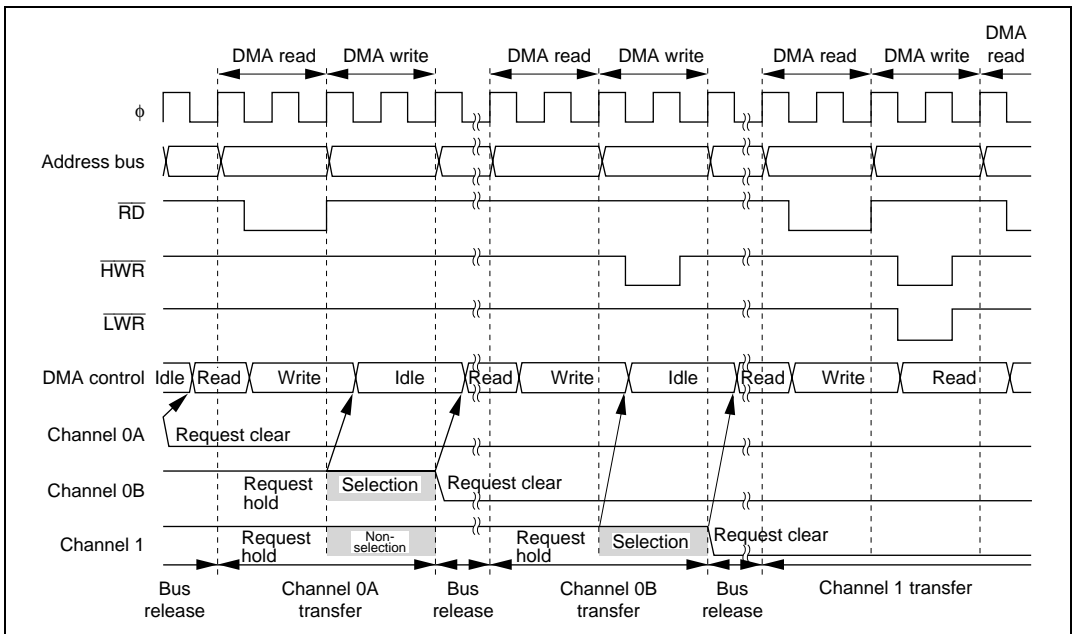 DMA read
DMA write
DMA read
DMA write
DMA read
DMA write
DMA
read
φ
Address bus
RD
HWR
LWR
DMA control
Idle
Read
Write
Idle
Read
Write
Idle
Read
Write
Read
Channel 0A
Request clear
Channel 0B
Request
hold
Selection
Request clear
Channel 1
Request
hold
Non-
selection
Request
hold
Selection
Request clear
Bus
release
Channel 0A
transfer
Bus
release
Channel 0B
transfer
Bus
release
Channel 1 transfer